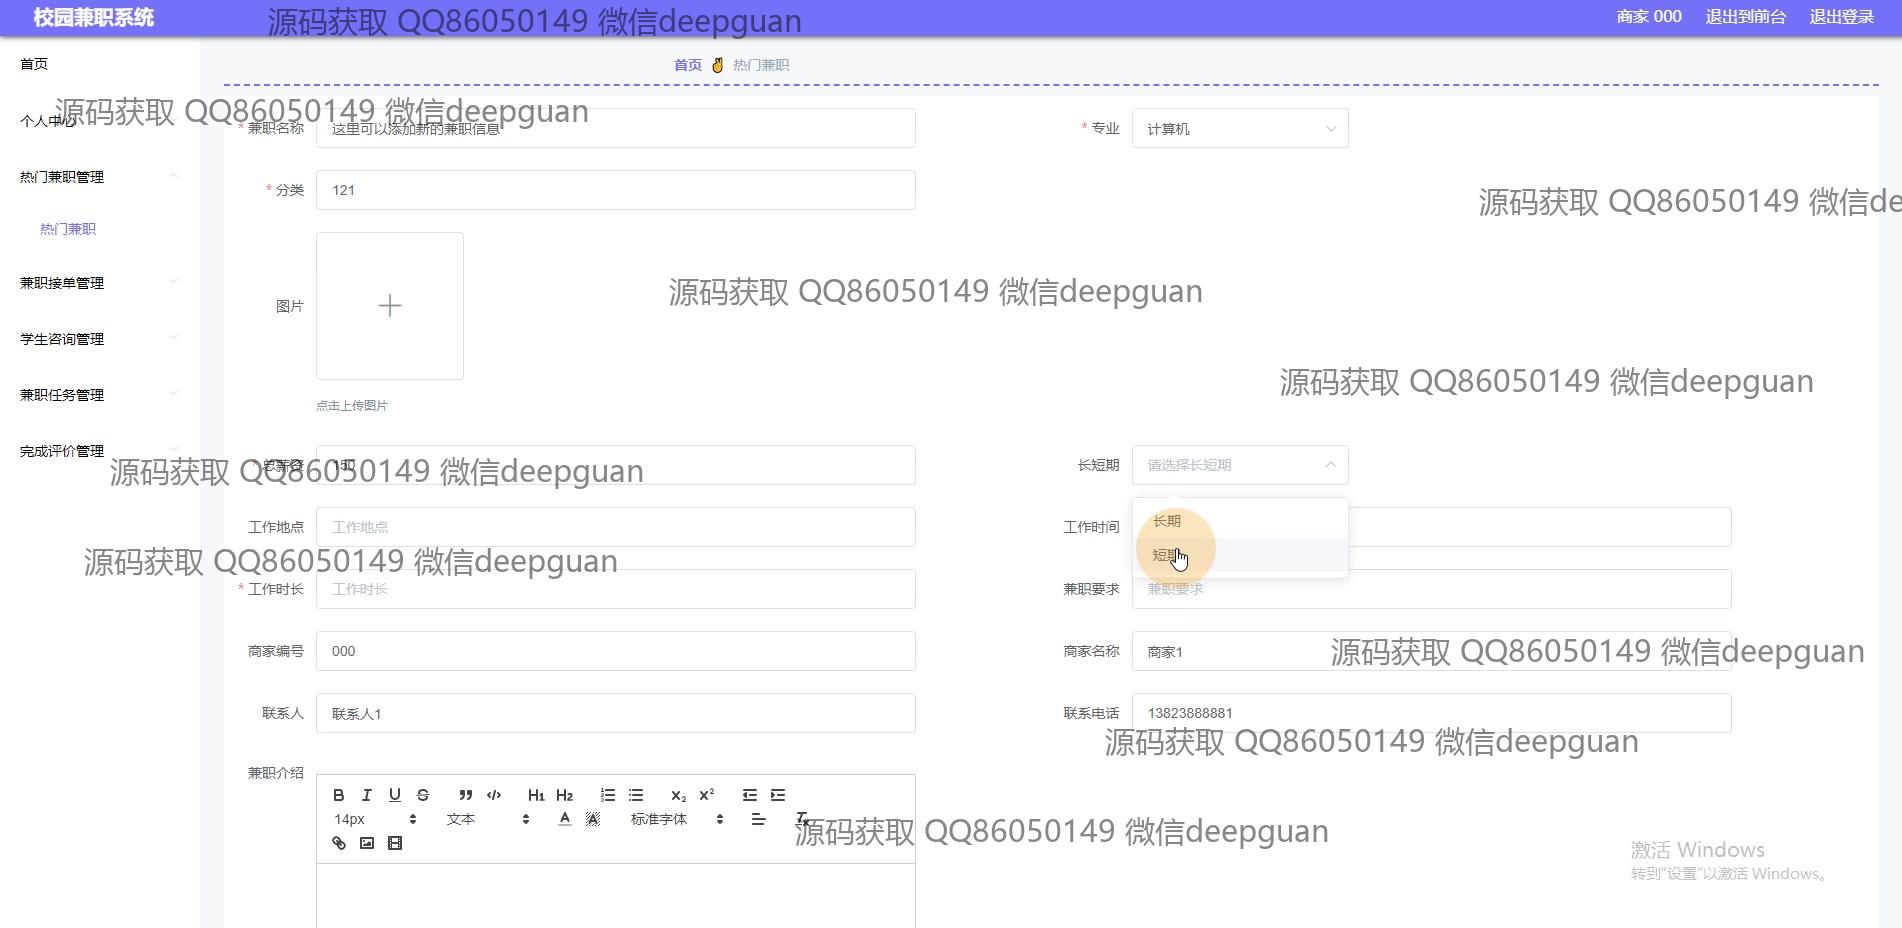 校园兼职系统
源码获取 QQ86050149 微信deepguan
商家 000
退出到前台
退出登录
首页
首页
热门兼职
源码获取 QQ86050149 微信deepguan
个人中心
* 兼职名称
这里可以添加新的兼职信息
* 专业
计算机
热门兼职管理
* 分类
121
源码获取 QQ86050149 微信de
热门兼职
兼职接单管理
源码获取 QQ86050149 微信deepguan
图片
学生咨询管理
兼职任务管理
源码获取 QQ86050149 微信deepguan
点击上传图片
完成评价管理
* 总薪资
150
源码获取 QQ86050149 微信deepguan
长短期
请选择长短期
长期
短期
工作地点
工作地点
工作时间
源码获取 QQ86050149 微信deepguan
* 工作时长
工作时长
兼职要求
兼职要求
商家编号
000
商家名称
商家1
源码获取 QQ86050149 微信deepguan
联系人
联系人1
联系电话
13823888881
源码获取 QQ86050149 微信deepguan
兼职介绍
B I U S H1 H2 X2 X2
14px
文本
A
标准字体
源码获取 QQ86050149 微信deepguan
激活 Windows
转到"设置"以激活 Windows。